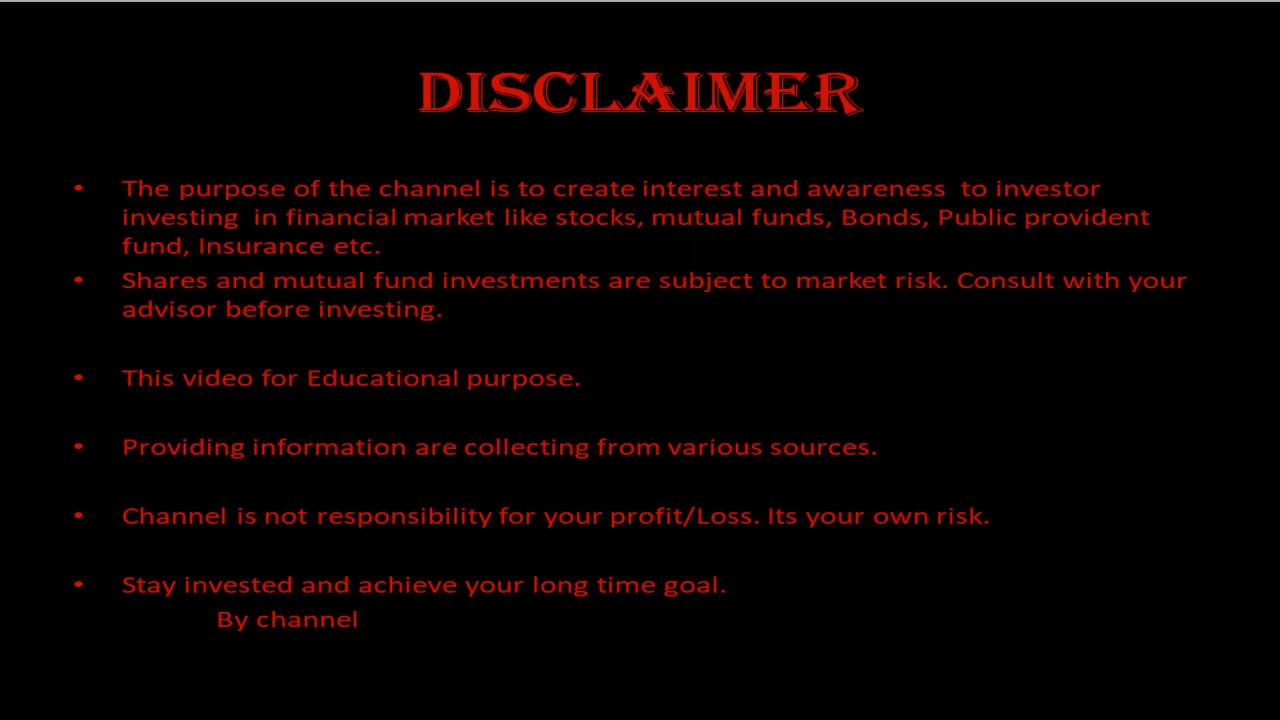 DISCLAIMER
• The purpose of the channel is to create interest and awareness  to investor
investing  in financial market like stocks, mutual funds, Bonds, Public provident
fund, Insurance etc.
• Shares and mutual fund investments are subject to market risk. Consult with your
advisor before investing.
• This video for Educational purpose.
• Providing information are collecting from various sources.
• Channel is not responsibility for your profit/Loss. Its your own risk.
• Stay invested and achieve your long time goal.
By channel